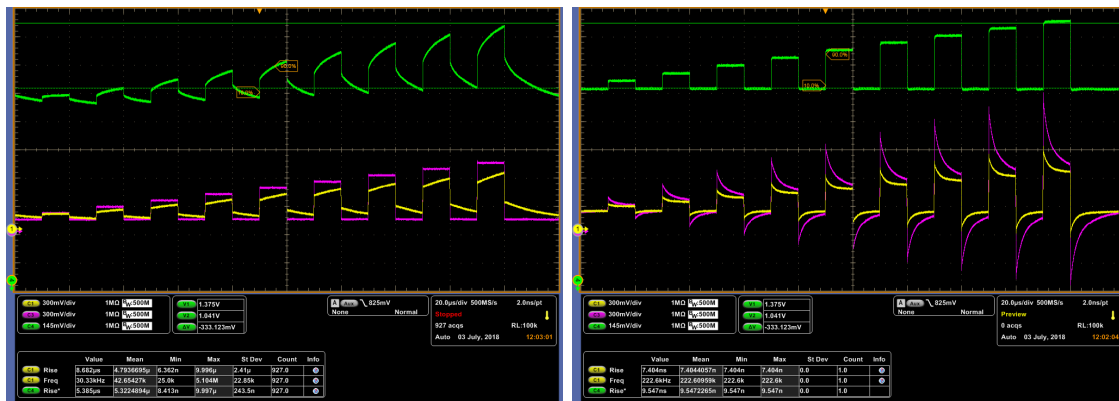 90.0%
10.0%
1
C1 300mV/div 1MΩ BW:500M
C3 300mV/div 1MΩ BW:500M
C4 145mV/div 1MΩ BW:500M
V1 1.375V
V2 1.041V
ΔV -333.123mV
A Aux 825mV
None Normal
20.0µs/div 500MS/s 2.0ns/pt
Stopped
927 acqs RL:100k
Auto 03 July, 2018 12:03:01
Value Mean Min Max St Dev Count Info
C1 Rise 8.682µs 4.7936695µ 6.362n 9.996µ 2.41µ 927.0
C1 Freq 30.33kHz 42.65427k 25.0k 5.104M 22.85k 927.0
C4 Rise* 5.385µs 5.3224894µ 8.413n 9.997µ 243.5n 927.0
90.0%
10.0%
1
C1 300mV/div 1MΩ BW:500M
C3 300mV/div 1MΩ BW:500M
C4 145mV/div 1MΩ BW:500M
V1 1.375V
V2 1.041V
ΔV -333.123mV
A Aux 825mV
None Normal
20.0µs/div 500MS/s 2.0ns/pt
Preview
0 acqs RL:100k
Auto 03 July, 2018 12:02:04
Value Mean Min Max St Dev Count Info
C1 Rise 7.404ns 7.4044057n 7.404n 7.404n 0.0 1.0
C1 Freq 222.6kHz 222.60959k 222.6k 222.6k 0.0 1.0
C4 Rise* 9.547ns 9.5472265n 9.547n 9.547n 0.0 1.0